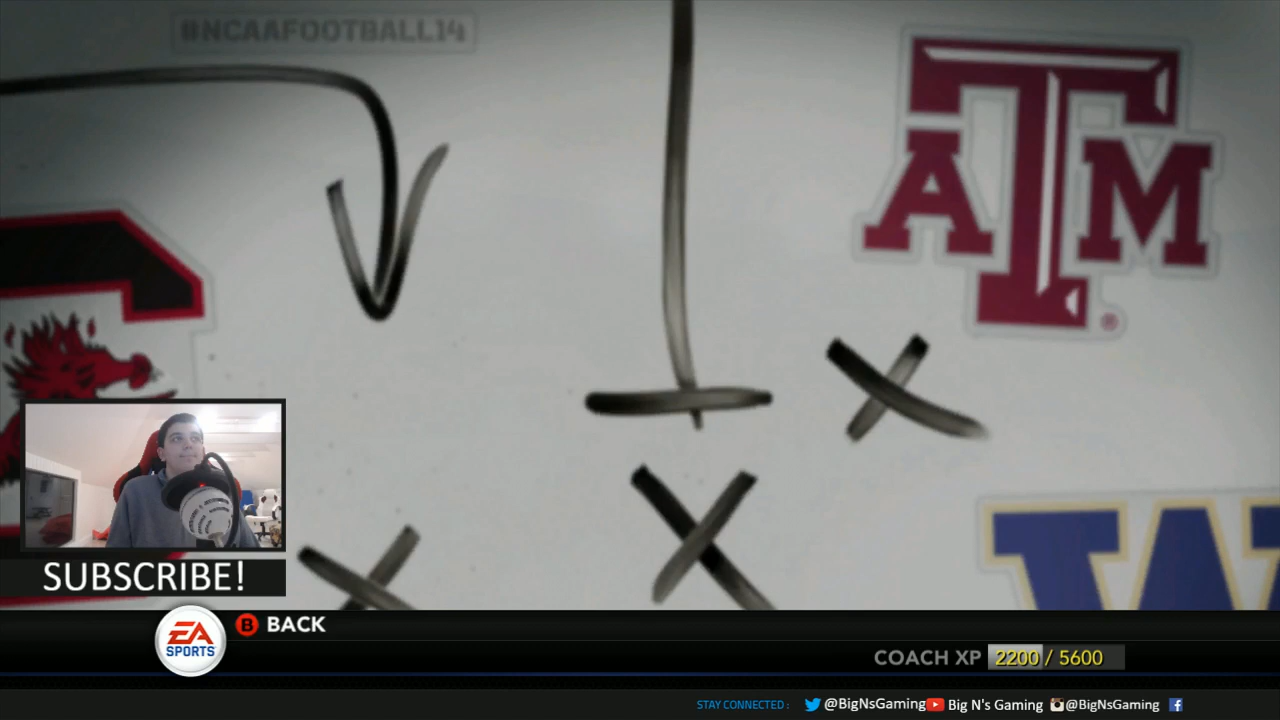 #NCAAFOOTBALL14
ATM
®
W
SUBSCRIBE!
EA
SPORTS
B BACK
COACH XP 2200 / 5600
STAY CONNECTED : @BigNsGaming Big N's Gaming @BigNsGaming